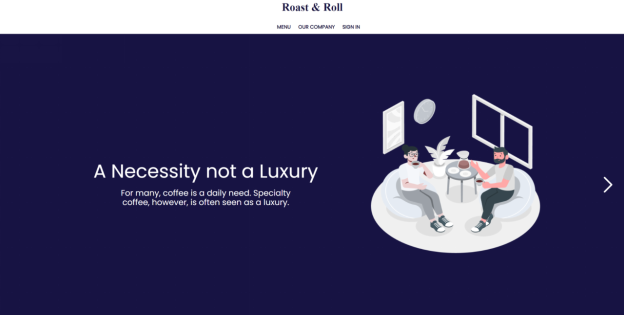 Roast & Roll
MENU OUR COMPANY SIGN IN
A Necessity not a Luxury
For many, coffee is a daily need. Specialty
coffee, however, is often seen as a luxury.